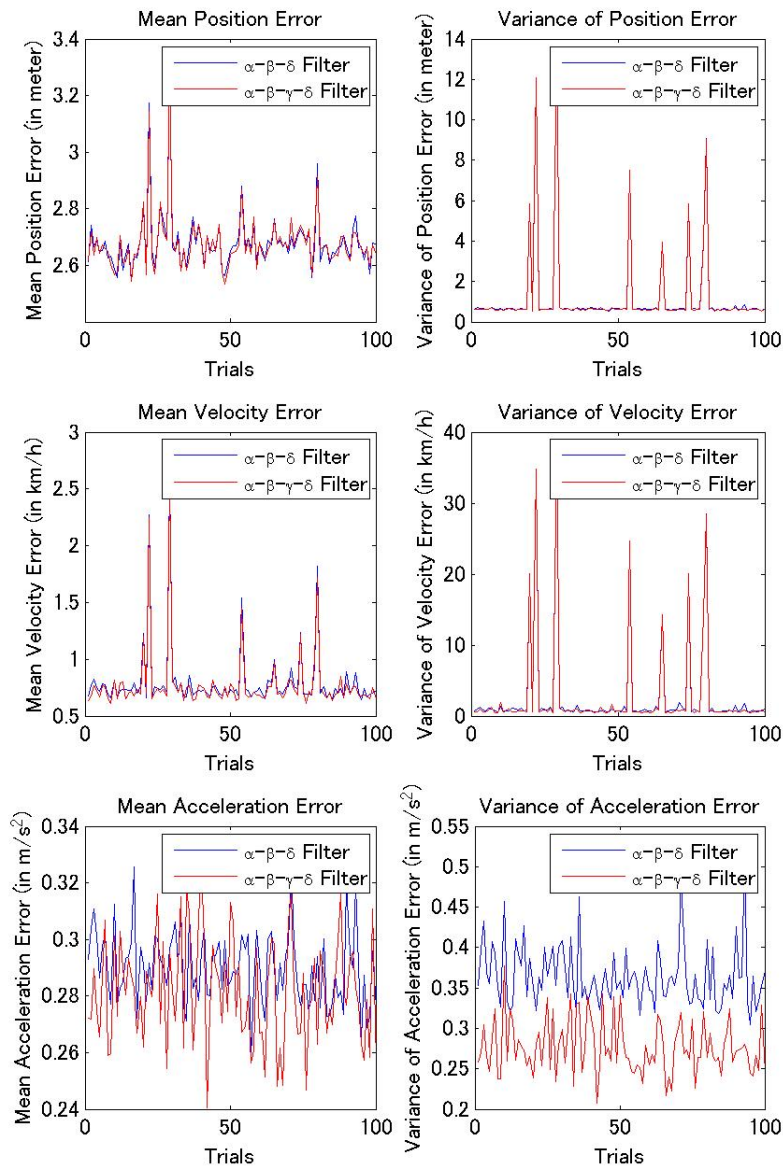 Mean Position Error
Mean Position Error (in meter)
3.4
3.2
3
2.8
2.6
α-β-δ Filter
α-β-γ-δ Filter
0
50
100
Trials
Variance of Position Error
Variance of Position Error (in meter)
14
12
10
8
6
4
2
0
α-β-δ Filter
α-β-γ-δ Filter
0
50
100
Trials
Mean Velocity Error
Mean Velocity Error (in km/h)
3
2.5
2
1.5
1
0.5
α-β-δ Filter
α-β-γ-δ Filter
0
50
100
Trials
Variance of Velocity Error
Variance of Velocity Error (in km/h)
40
30
20
10
0
α-β-δ Filter
α-β-γ-δ Filter
0
50
100
Trials
Mean Acceleration Error
Mean Acceleration Error (in m/s²)
0.34
0.32
0.3
0.28
0.26
0.24
α-β-δ Filter
α-β-γ-δ Filter
0
50
100
Trials
Variance of Acceleration Error
Variance of Acceleration Error (in m/s²)
0.55
0.5
0.45
0.4
0.35
0.3
0.25
0.2
α-β-δ Filter
α-β-γ-δ Filter
0
50
100
Trials